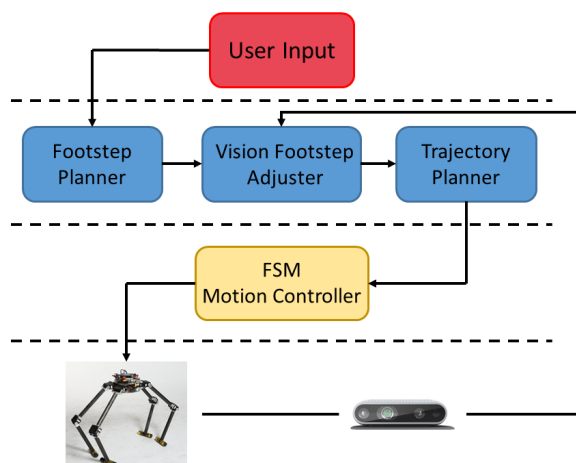 User Input
Footstep
Planner
Vision Footstep
Adjuster
Trajectory
Planner
FSM
Motion Controller